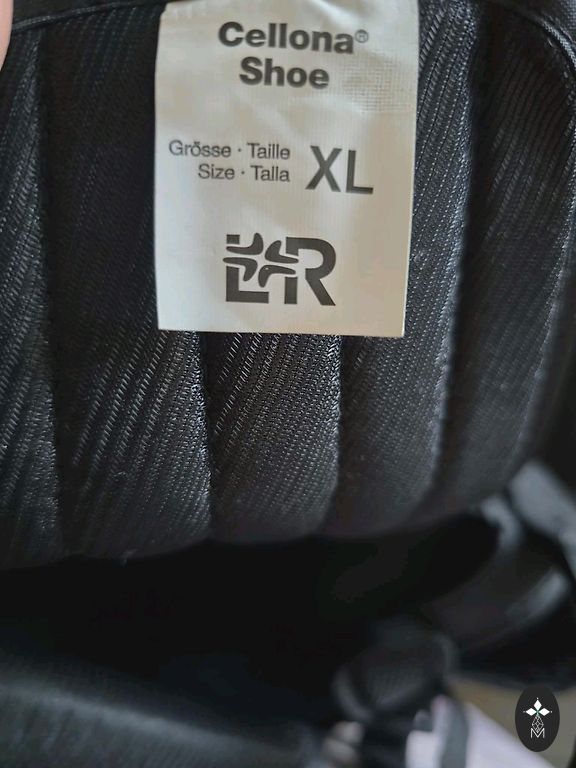 Cellona®
Shoe
Grösse · Taille
Size · Talla
XL
L&R
M